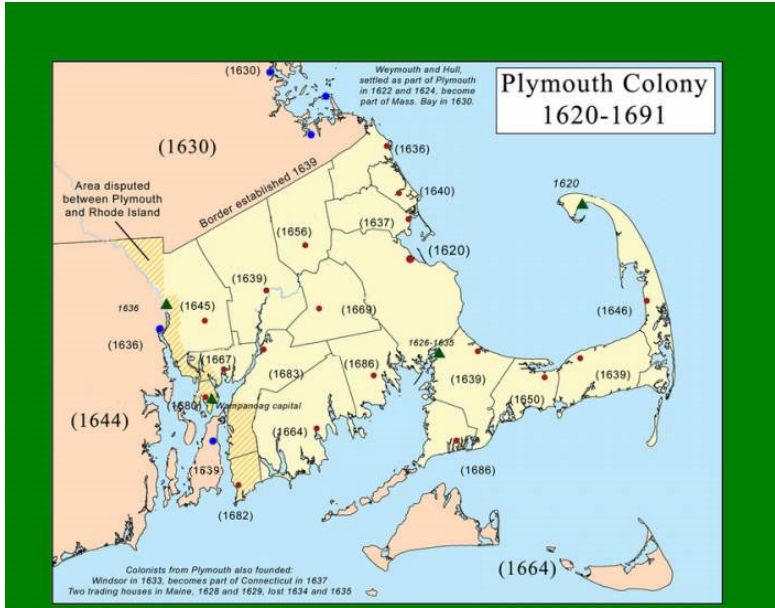 Plymouth Colony
1620-1691
(1630)
Weymouth and Hull,
settled as part of Plymouth
in 1622 and 1624, become
part of Mass. Bay in 1630.
(1630)
(1636)
Area disputed
between Plymouth
and Rhode Island
Border established 1639
(1640)
1620
(1637)
(1656)
(1620)
(1639)
1636
(1645)
(1669)
(1646)
(1636)
1626-1635
(1667)
(1683)
(1686)
(1639)
(1639)
(1680)
Wampanoag capital
(1650)
(1644)
(1664)
(1639)
(1686)
(1682)
(1664)
Colonists from Plymouth also founded:
Windsor in 1633, becomes part of Connecticut in 1637
Two trading houses in Maine, 1628 and 1629, lost 1634 and 1635